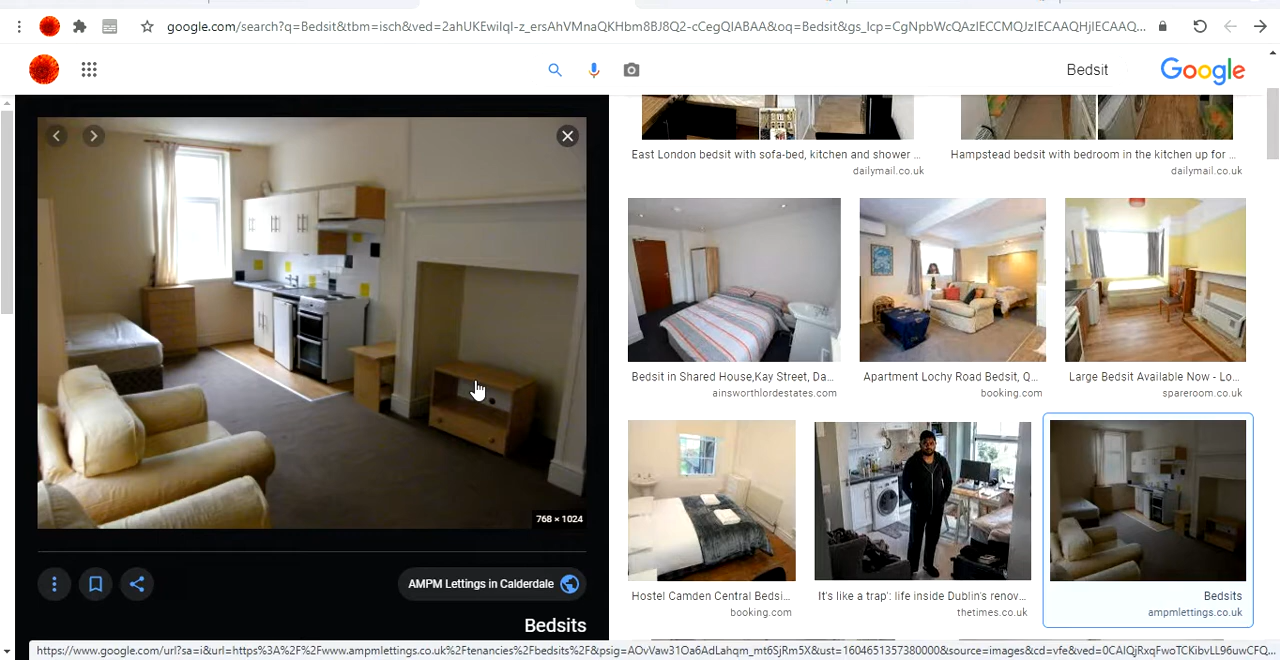 google.com/search?q=Bedsit&tbm=isch&ved=2ahUKEwilqI-z_ersAhVMnaQKHbm8BJ8Q2-cCegQIABAA&oq=Bedsit&gs_lcp=CgNpbWcQAzIECCMQJzIECAAQHjIECAAQ...
Bedsit
Google
East London bedsit with sofa-bed, kitchen and shower ...
dailymail.co.uk
Hampstead bedsit with bedroom in the kitchen up for ...
dailymail.co.uk
Bedsit in Shared House,Kay Street, Da...
ainsworthlordestates.com
Apartment Lochy Road Bedsit, Q...
booking.com
Large Bedsit Available Now - Lo...
spareroom.co.uk
768 × 1024
AMPM Lettings in Calderdale
Bedsits
Hostel Camden Central Bedsi...
booking.com
It's like a trap': life inside Dublin's renov...
thetimes.co.uk
Bedsits
ampmlettings.co.uk
https://www.google.com/url?sa=i&url=https%3A%2F%2Fwww.ampmlettings.co.uk%2Ftenancies%2Fbedsits%2F&psig=AOvVaw31Oa6AdLahqm_mt6SjRm5X&ust=1604651357380000&source=images&cd=vfe&ved=0CAIQjRxqFwoTCKibvLL96uwCFQ...